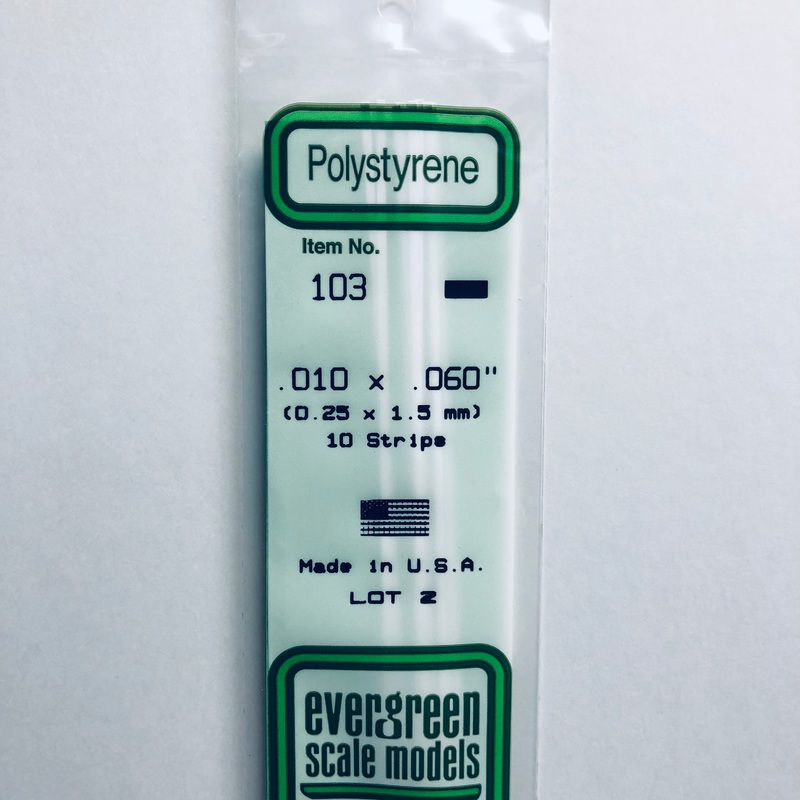 Polystyrene
Item No.
103
.010 x .060"
(0.25 x 1.5 mm)
10 Strips
Made in U.S.A.
LOT 2
evergreen
scale models